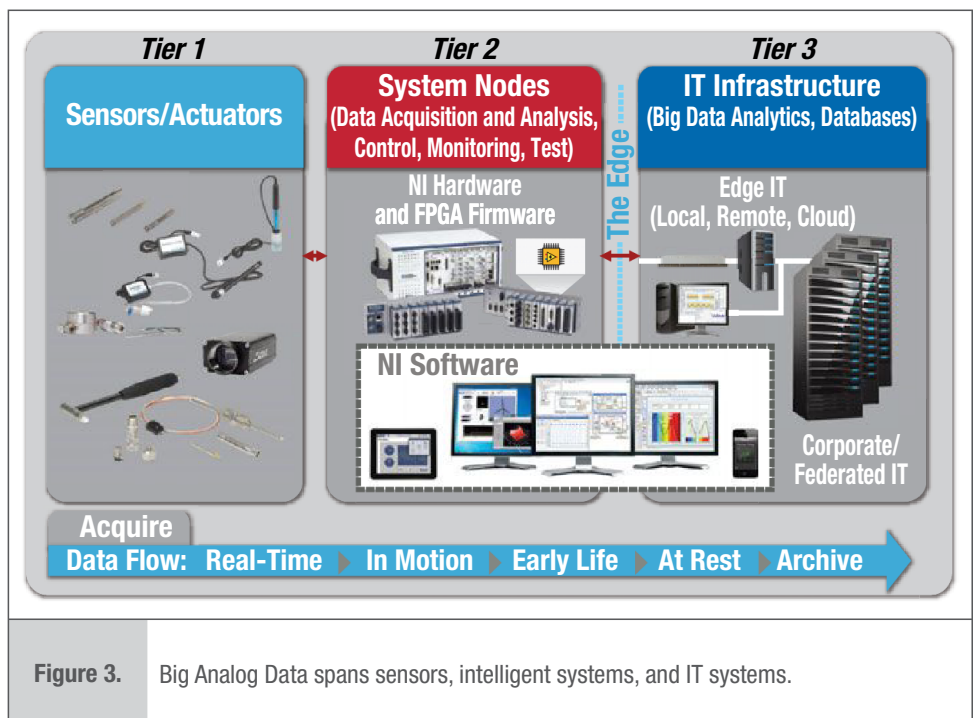 Tier 1
Tier 2
Tier 3
Sensors/Actuators
System Nodes
(Data Acquisition and Analysis,
Control, Monitoring, Test)
The Edge
IT Infrastructure
(Big Data Analytics, Databases)
NI Hardware
and FPGA Firmware
Edge IT
(Local, Remote, Cloud)
NI Software
Corporate/
Federated IT
Acquire
Data Flow: Real-Time In Motion Early Life At Rest Archive
Figure 3. Big Analog Data spans sensors, intelligent systems, and IT systems.